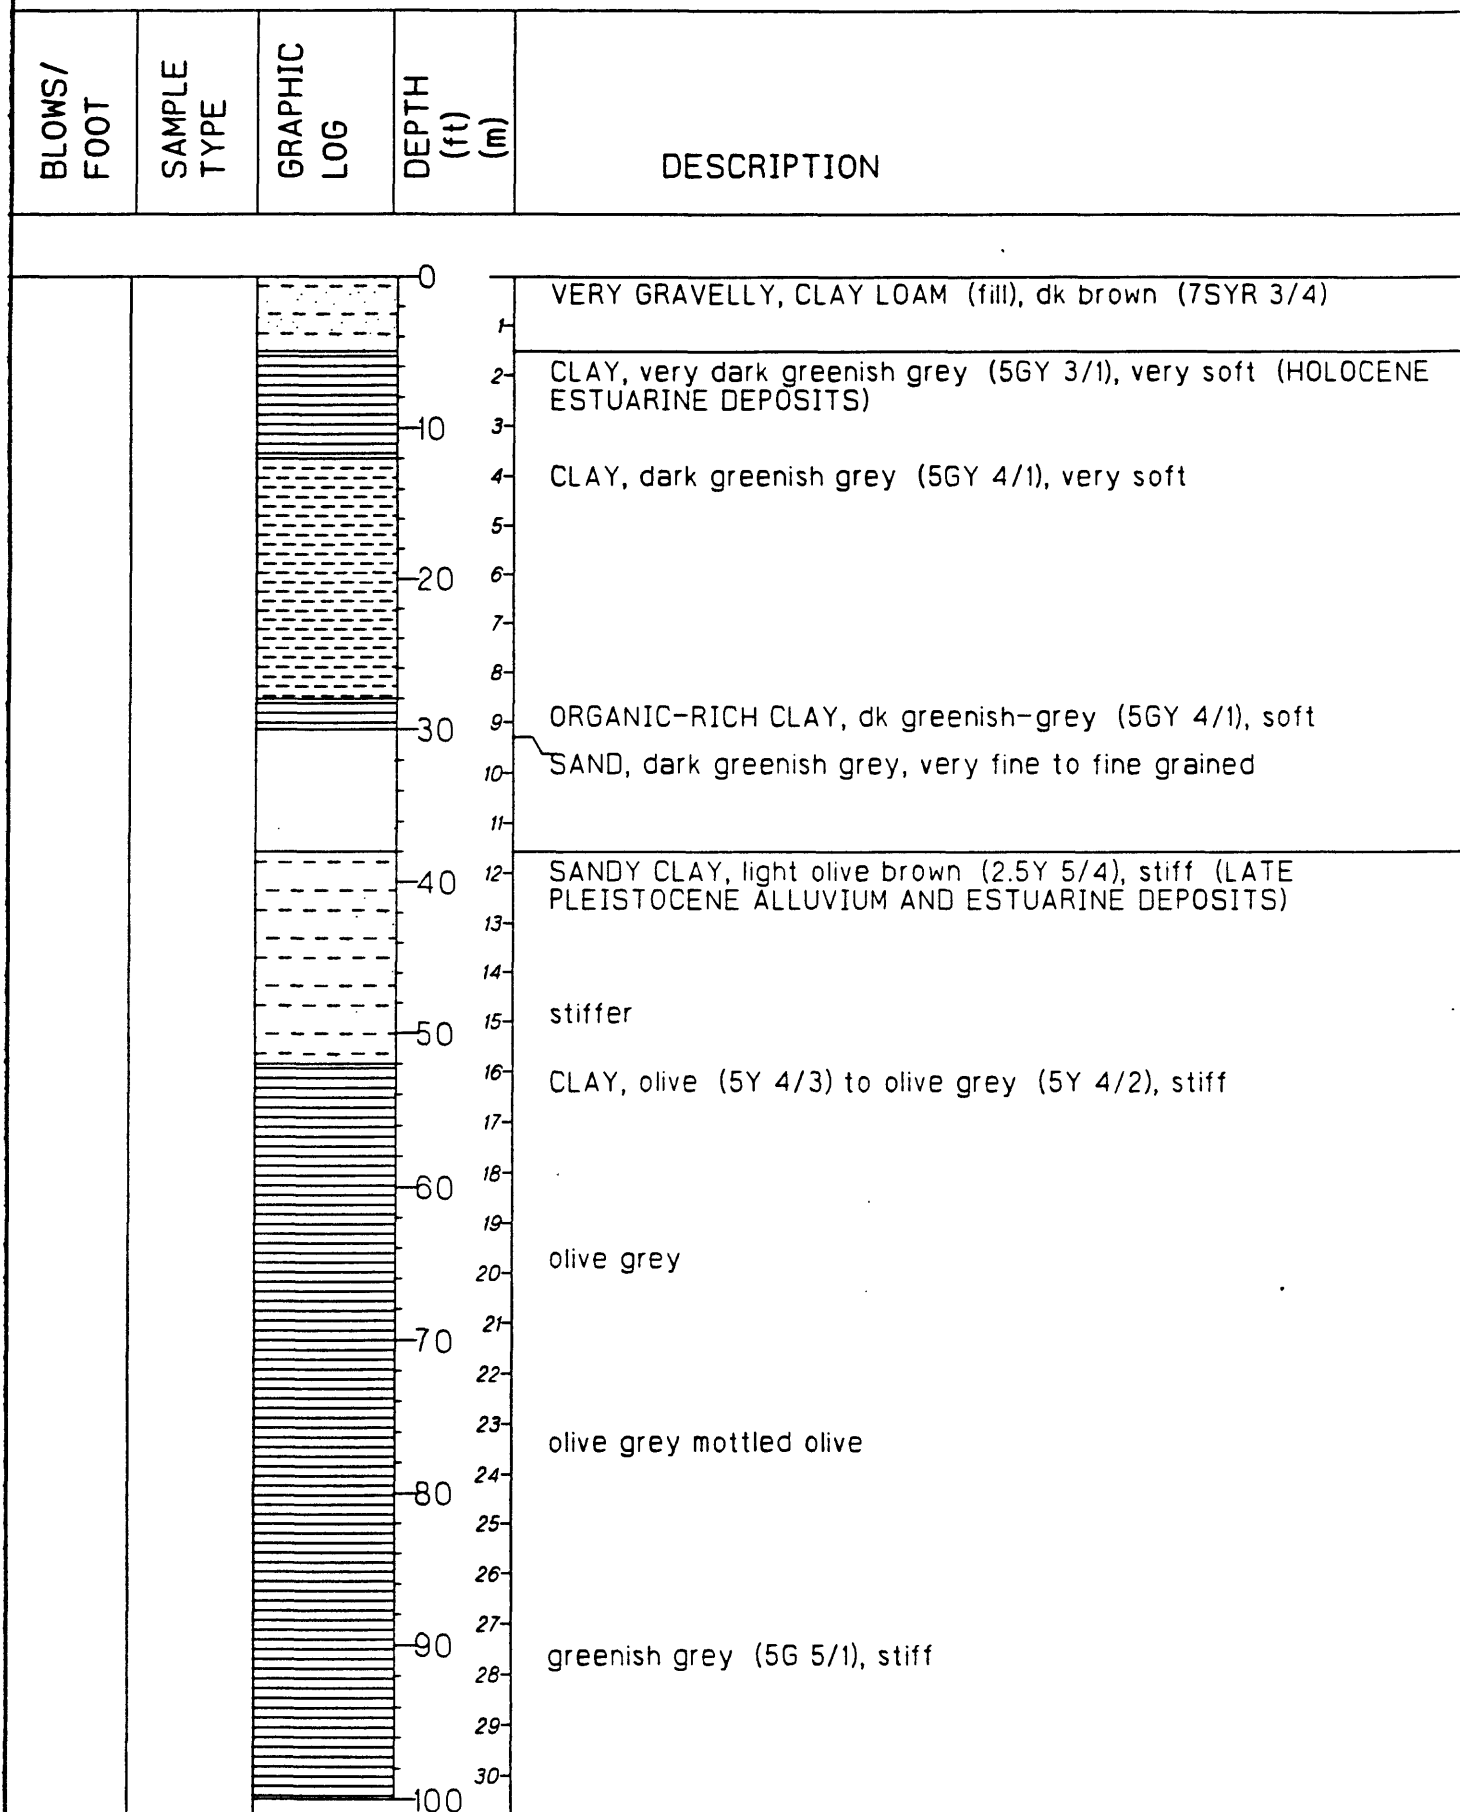 BLOWS/
FOOT
SAMPLE
TYPE
GRAPHIC
LOG
DEPTH
(ft)
(m)
DESCRIPTION
0
VERY GRAVELLY, CLAY LOAM (fill), dk brown (7SYR 3/4)
1
2
CLAY, very dark greenish grey (5GY 3/1), very soft (HOLOCENE
ESTUARINE DEPOSITS)
10
3
4
CLAY, dark greenish grey (5GY 4/1), very soft
5
20
6
7
8
9
ORGANIC-RICH CLAY, dk greenish-grey (5GY 4/1), soft
30
SAND, dark greenish grey, very fine to fine grained
10
11
12
SANDY CLAY, light olive brown (2.5Y 5/4), stiff (LATE
PLEISTOCENE ALLUVIUM AND ESTUARINE DEPOSITS)
40
13
14
stiffer
15
50
16
CLAY, olive (5Y 4/3) to olive grey (5Y 4/2), stiff
17
18
60
19
olive grey
20
21
70
22
23
olive grey mottled olive
24
80
25
26
27
90
greenish grey (5G 5/1), stiff
28
29
30
100